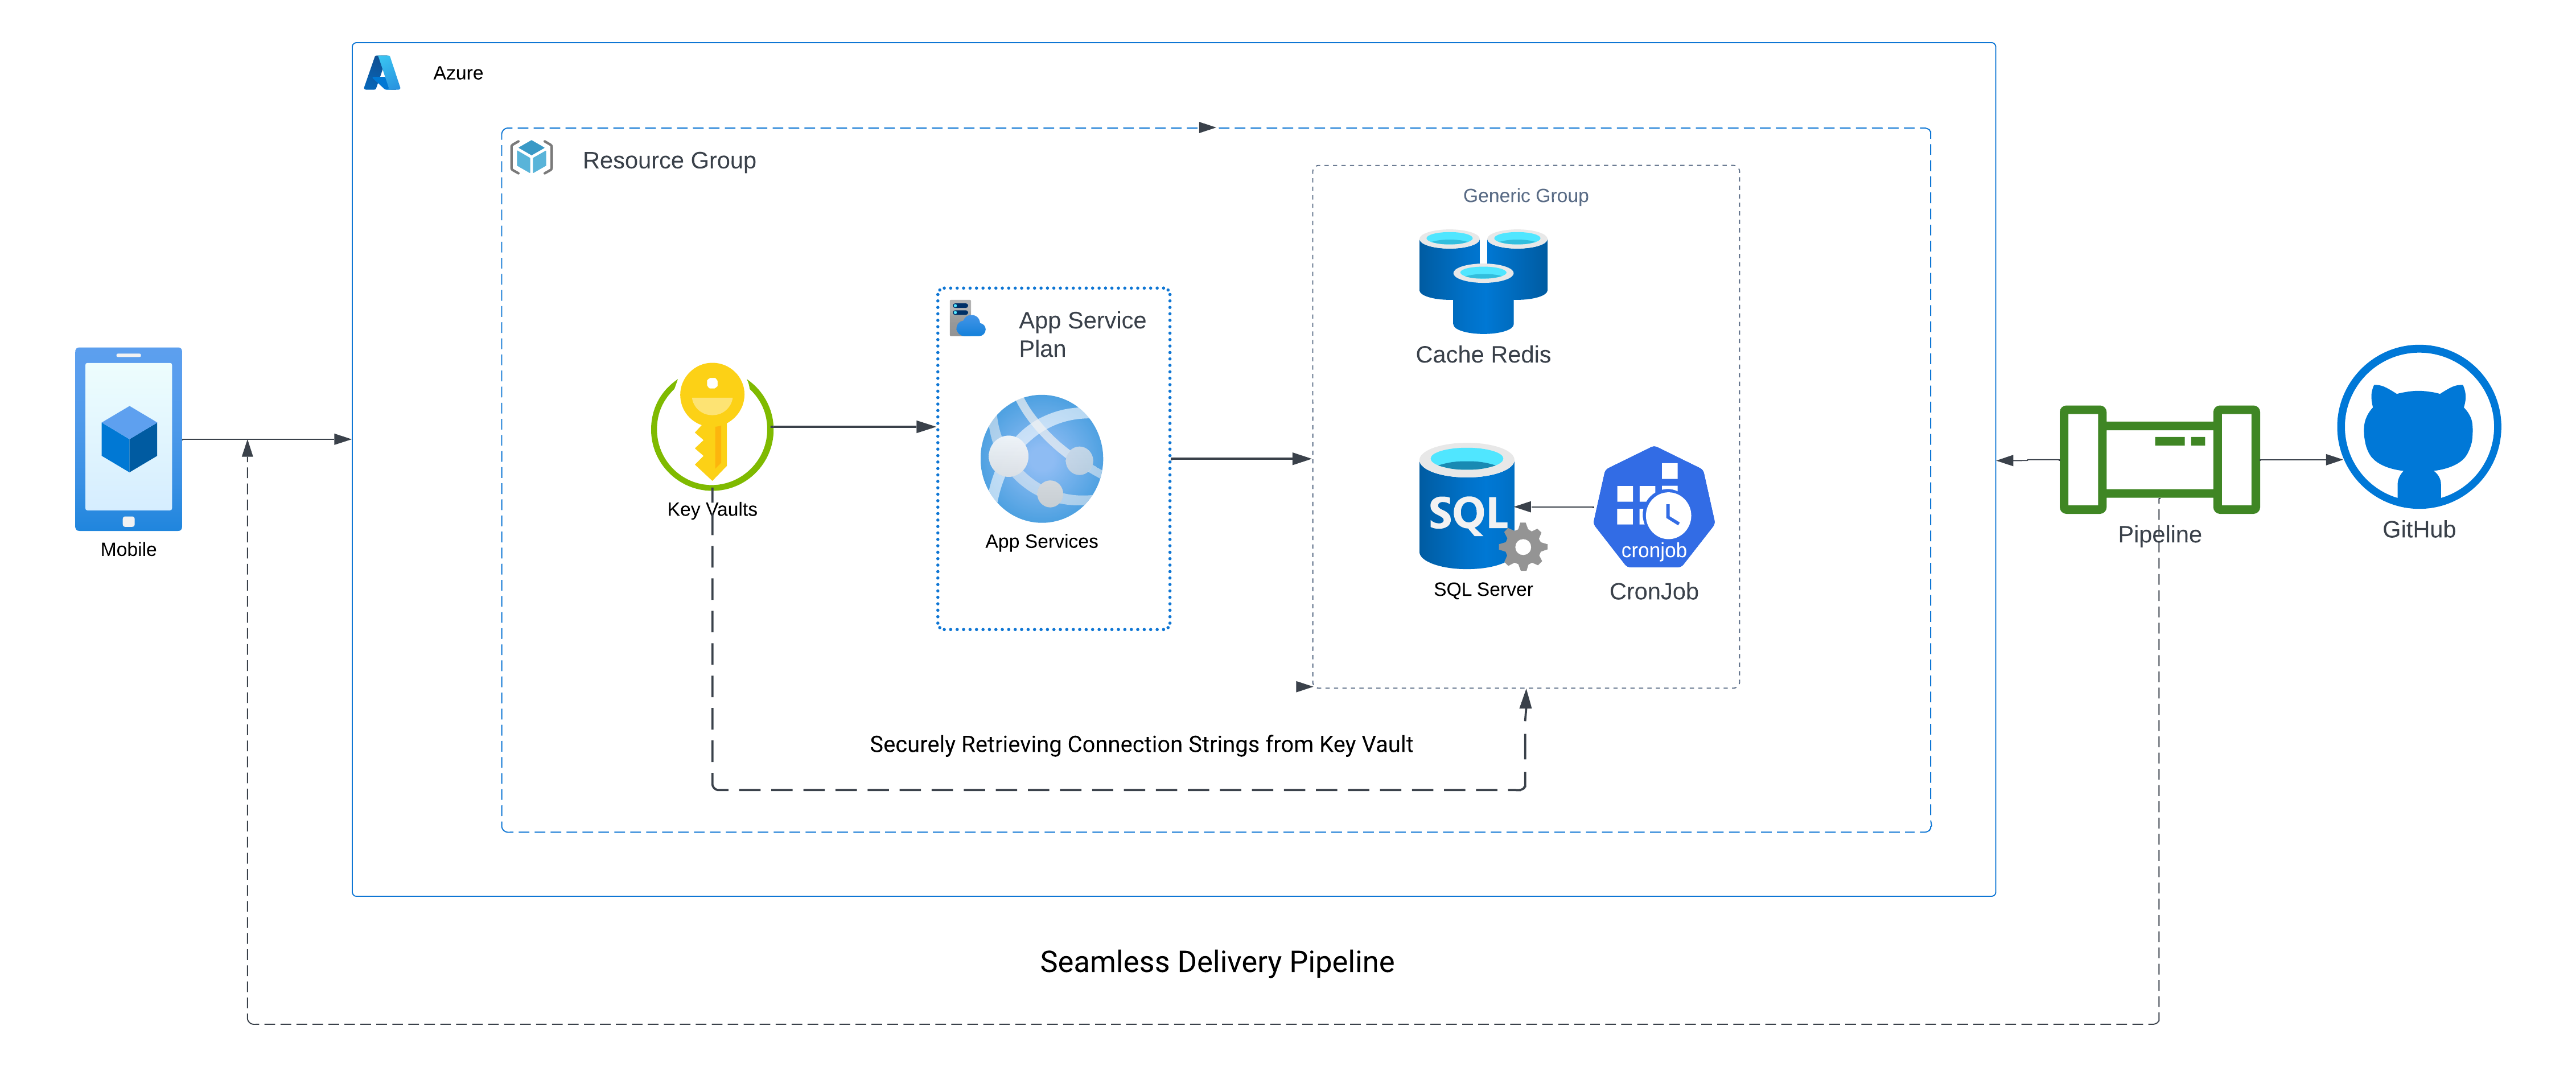 Azure
Resource Group
Generic Group
App Service
Plan
Cache Redis
Key Vaults
App Services
SQL
SQL Server
cronjob
CronJob
Mobile
Pipeline
GitHub
Securely Retrieving Connection Strings from Key Vault
Seamless Delivery Pipeline